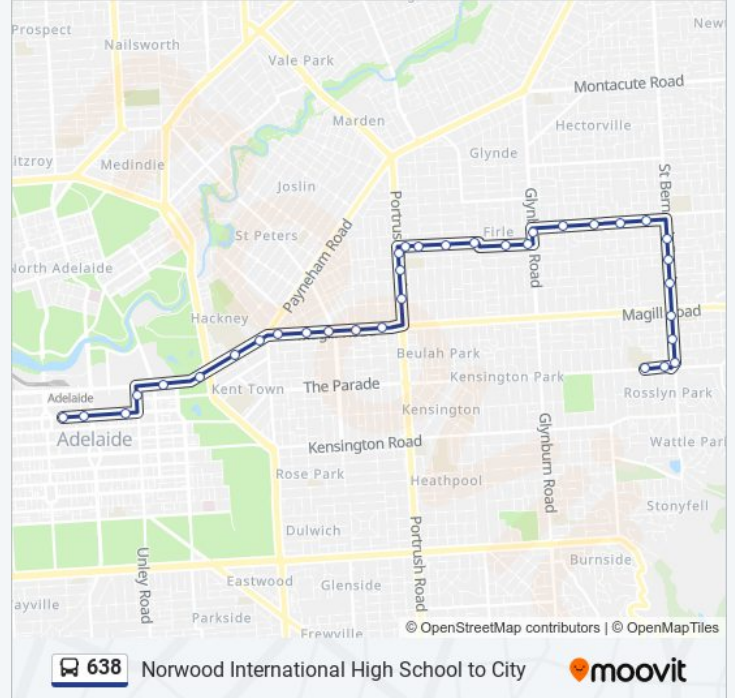 Prospect
Nailsworth
New
Vale Park
Montacute Road
Marden
Hectorville
itzroy
Medindie
Glynde
St Bern
Joslin
Portrus
Glynb
St Peters
Payneham Road
Firle
North Adelaide
Road
Hackney
Magill Road
Beulah Park
Kent Town
The Parade
Kensington Park
Adelaide
Rosslyn Park
Kensington
Adelaide
Kensington Road
Glynburn Road
Wattle Par
Rose Park
Heathpool
Stonyfell
Dulwich
Portrush Road
Unley Road
Burnside
Eastwood
Glenside
ayville
Parkside
Frewville
© OpenStreetMap contributors | © OpenMapTiles
638 Norwood International High School to City
moovit